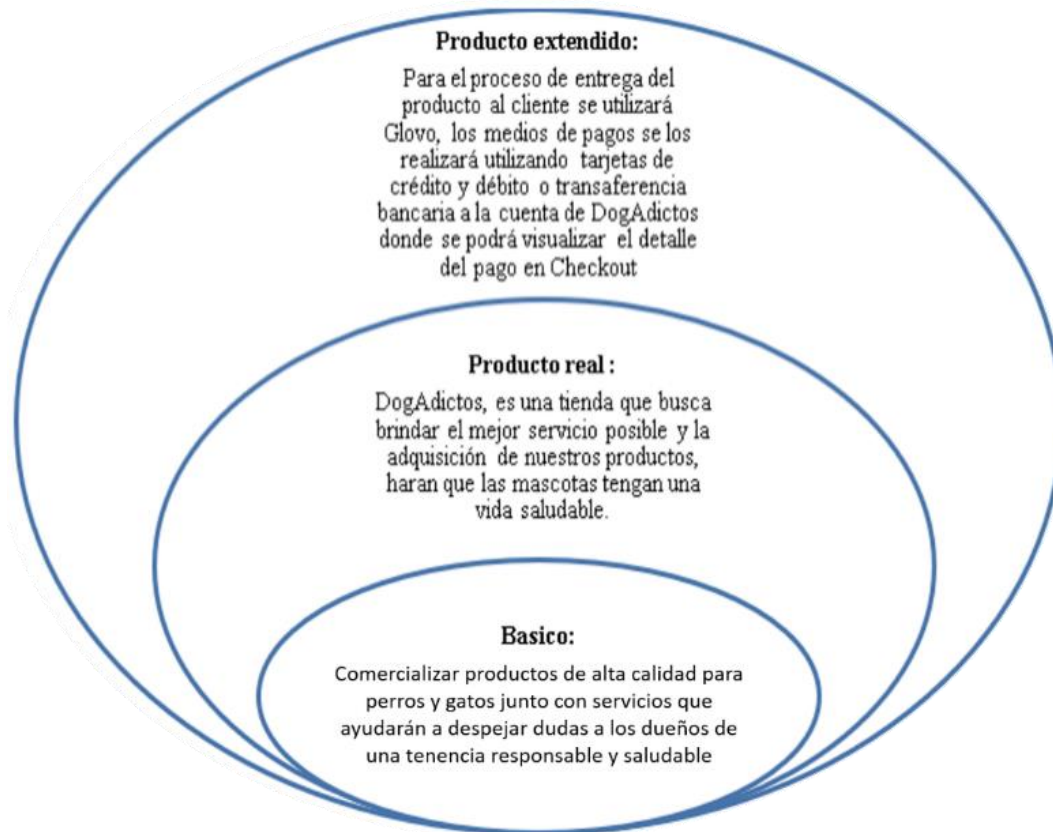 Producto extendido:
Para el proceso de entrega del
producto al cliente se utilizará
Glovo, los medios de pagos se los
realizará utilizando tarjetas de
crédito y débito o transaferencia
bancaria a la cuenta de DogAdictos
donde se podrá visualizar el detalle
del pago en Checkout
Producto real :
DogAdictos, es una tienda que busca
brindar el mejor servicio posible y la
adquisición de nuestros productos,
haran que las mascotas tengan una
vida saludable.
Basico:
Comercializar productos de alta calidad para
perros y gatos junto con servicios que
ayudarán a despejar dudas a los dueños de
una tenencia responsable y saludable